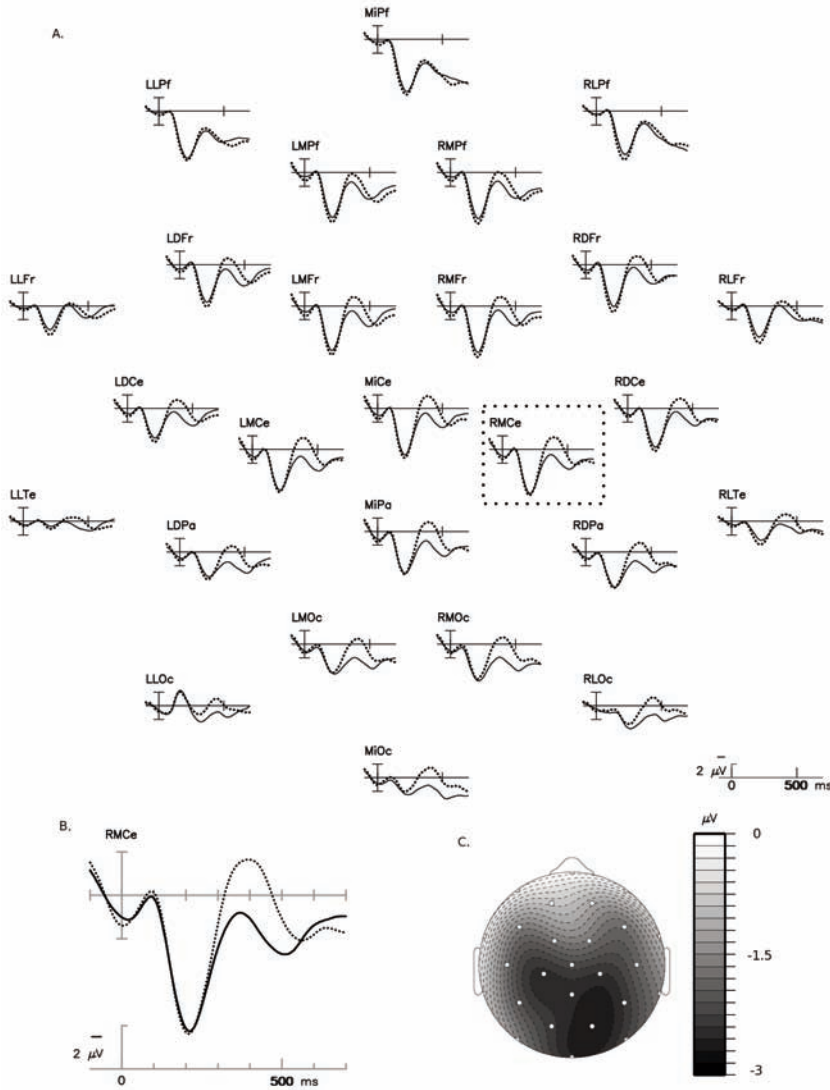 A.
MiPf
LLPf
RLPf
LMPf
RMPf
LDFr
RDFr
LLFr
LMFr
RMFr
RLFr
LDCe
MiCe
RDCe
LMCe
RMCe
LLTe
MiPa
RLTe
LDPa
RDPa
LMOc
RMOc
LLOc
RLOc
MiOc
2 μV
0 500 ms
B.
RMCe
2 μV
0 500 ms
C.
μV
0
-1.5
-3